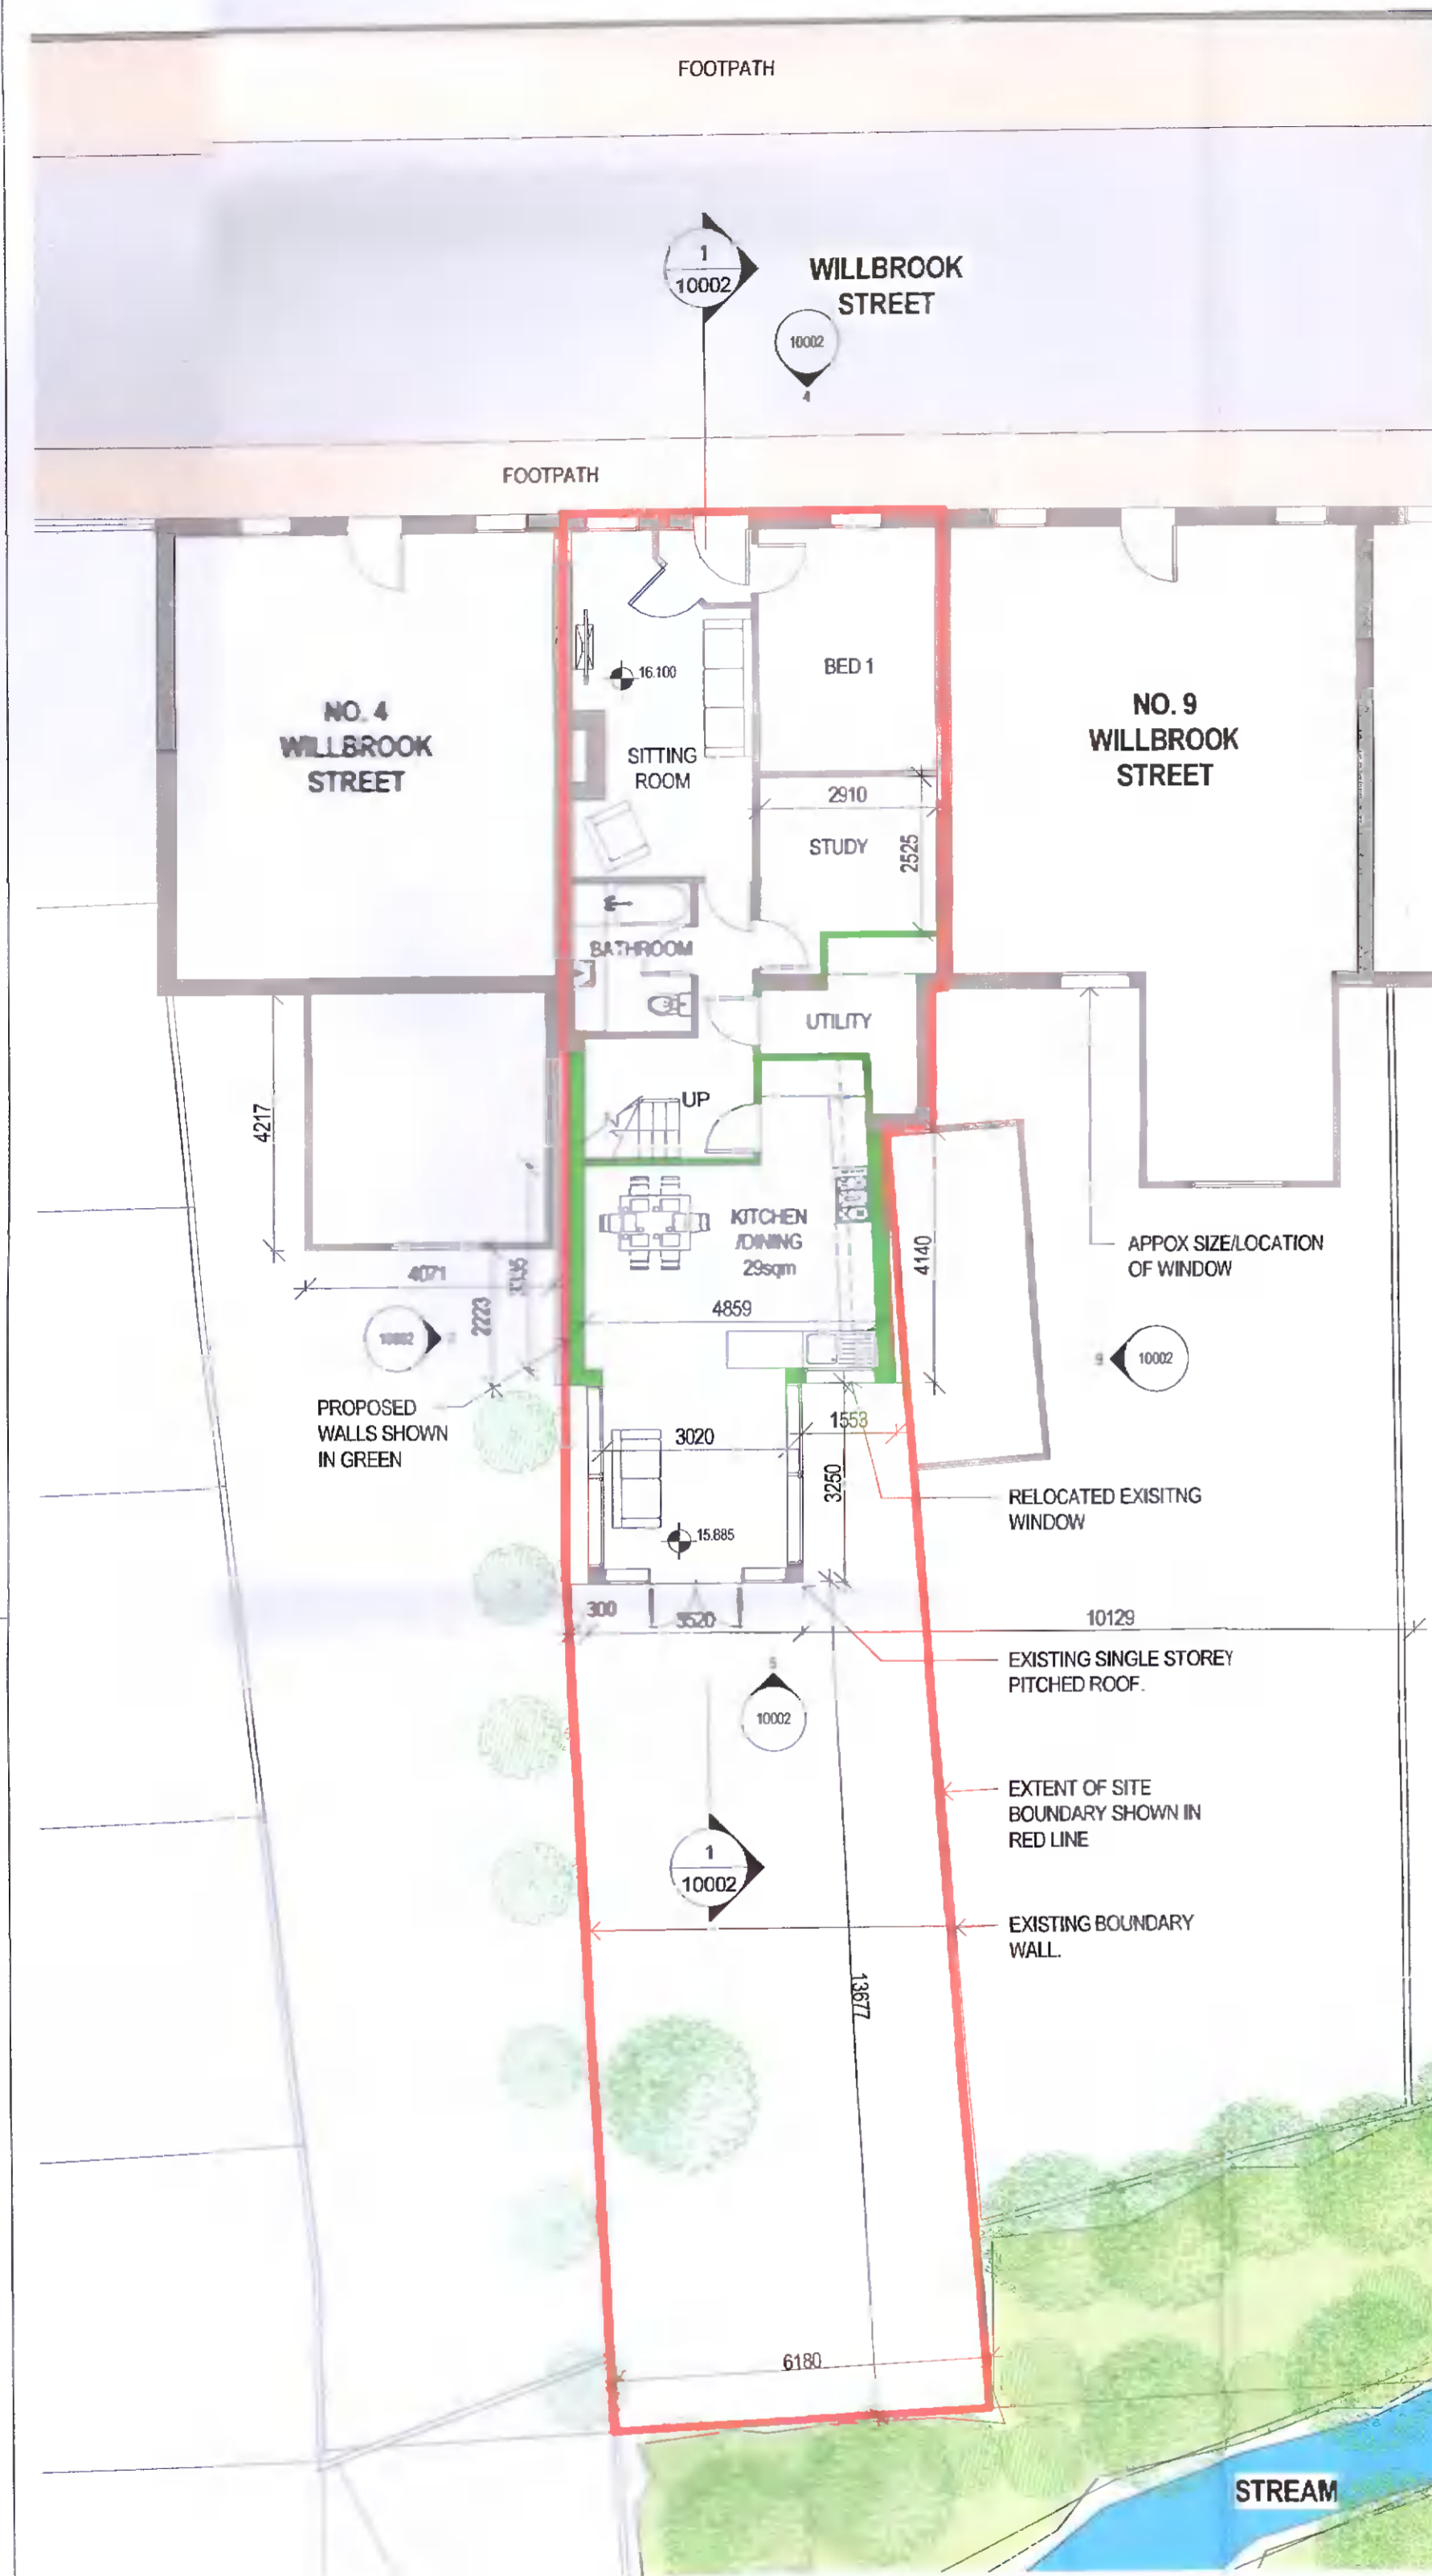 FOOTPATH
1
10002
WILLBROOK
STREET
10002
4
FOOTPATH
16.100
BED 1
NO. 4
WILLBROOK
STREET
SITTING
ROOM
NO. 9
WILLBROOK
STREET
2910
STUDY
2525
BATHROOM
UTILITY
UP
4217
KITCHEN
/DINING
29sqm
4140
APPOX SIZE/LOCATION
OF WINDOW
4071
2223
4859
10002
9
10002
PROPOSED
WALLS SHOWN
IN GREEN
3020
1553
3250
RELOCATED EXISITNG
WINDOW
15.885
300
3520
10129
EXISTING SINGLE STOREY
PITCHED ROOF.
5
10002
EXTENT OF SITE
BOUNDARY SHOWN IN
RED LINE
1
10002
EXISTING BOUNDARY
WALL.
13677
6180
STREAM